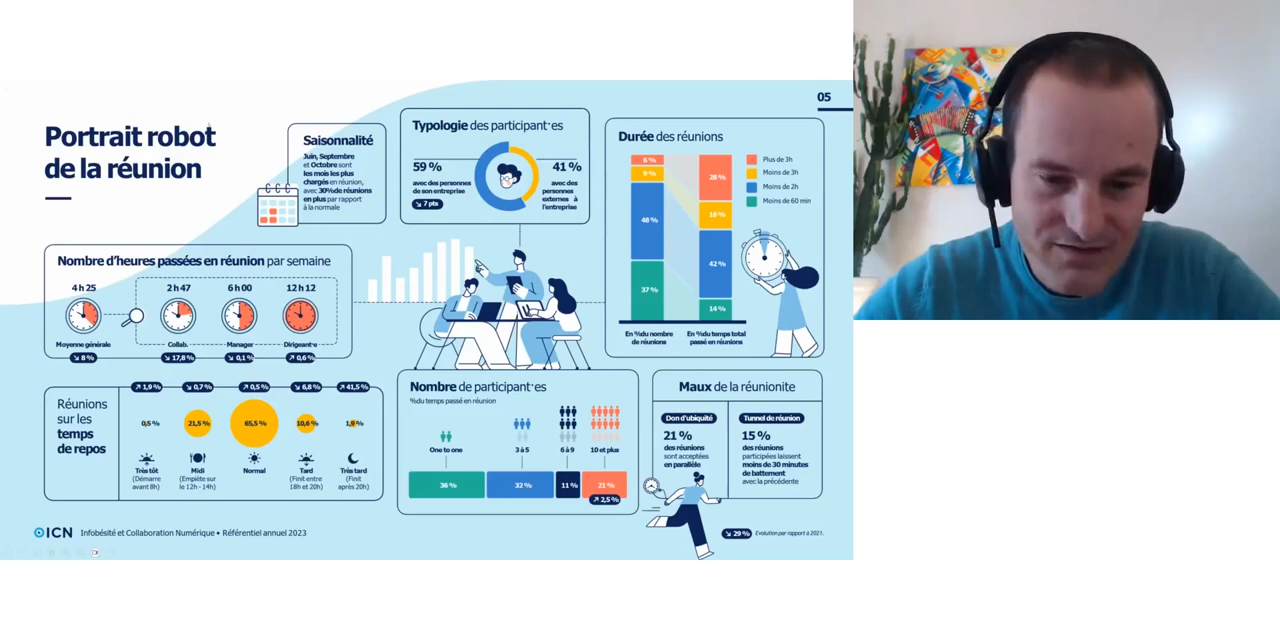 05
Portrait robot
de la réunion
Saisonnalité
Juin, Septembre
et Octobre sont
les mois les plus
chargés en réunion,
avec 30%de réunions
en plus par rapport
à la normale
Typologie des participant·es
59 %
avec des personnes
de son entreprise
↘ 7 pts
41 %
avec des
personnes
externes à
l'entreprise
Durée des réunions
6 %
9 %
48 %
37 %
28 %
16 %
42 %
14 %
Plus de 3h
Moins de 3h
Moins de 2h
Moins de 60 min
En %du nombre
de réunions
En %du temps total
passé en réunions
Nombre d'heures passées en réunion par semaine
4 h 25
2 h 47
6 h 00
12 h 12
Moyenne générale
Collab.
Manager
Dirigeant·e
↘ 8 %
↘ 17,8 %
↘ 0,1 %
↗ 0,6 %
Réunions
sur les
temps
de repos
↗ 1,9 %
↘ 0,7 %
↗ 0,5 %
↘ 6,8 %
↗ 41,5 %
0,5 %
21,5 %
65,5 %
10,6 %
1,9 %
Très tôt
(Démarre
avant 8h)
Midi
(Empiète sur
le 12h - 14h)
Normal
Tard
(Finit entre
18h et 20h)
Très tard
(Finit
après 20h)
Nombre de participant·es
%du temps passé en réunion
One to one
3 à 5
6 à 9
10 et plus
36 %
32 %
11 %
21 %
↗ 2,5 %
Maux de la réunionite
Don d'ubiquité
21 %
des réunions
sont acceptées
en parallèle
Tunnel de réunion
15 %
des réunions
participées laissent
moins de 30 minutes
de battement
avec la précédente
ICN
Infobésité et Collaboration Numérique • Référentiel annuel 2023
↘ 29 %
Evolution par rapport à 2021.